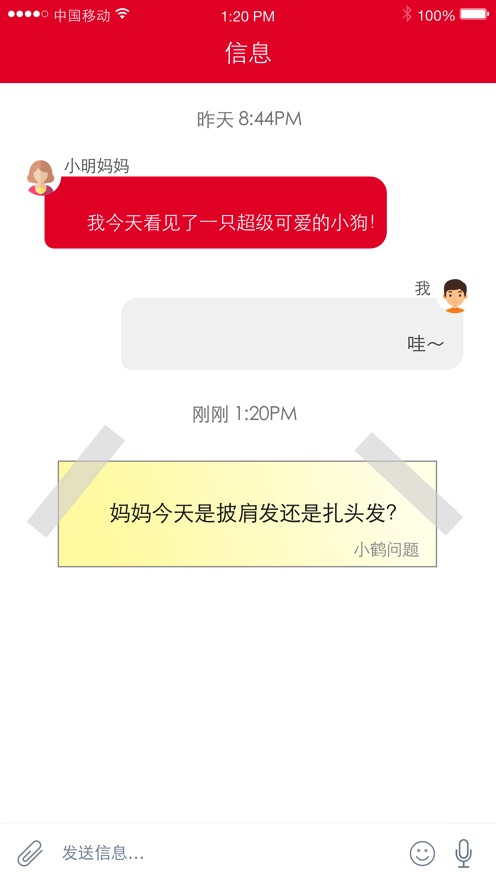 中国移动 1:20 PM 100%
信息
昨天 8:44PM
小明妈妈
我今天看见了一只超级可爱的小狗！
我
哇～
刚刚 1:20PM
妈妈今天是披肩发还是扎头发？
小鹤问题
发送信息…